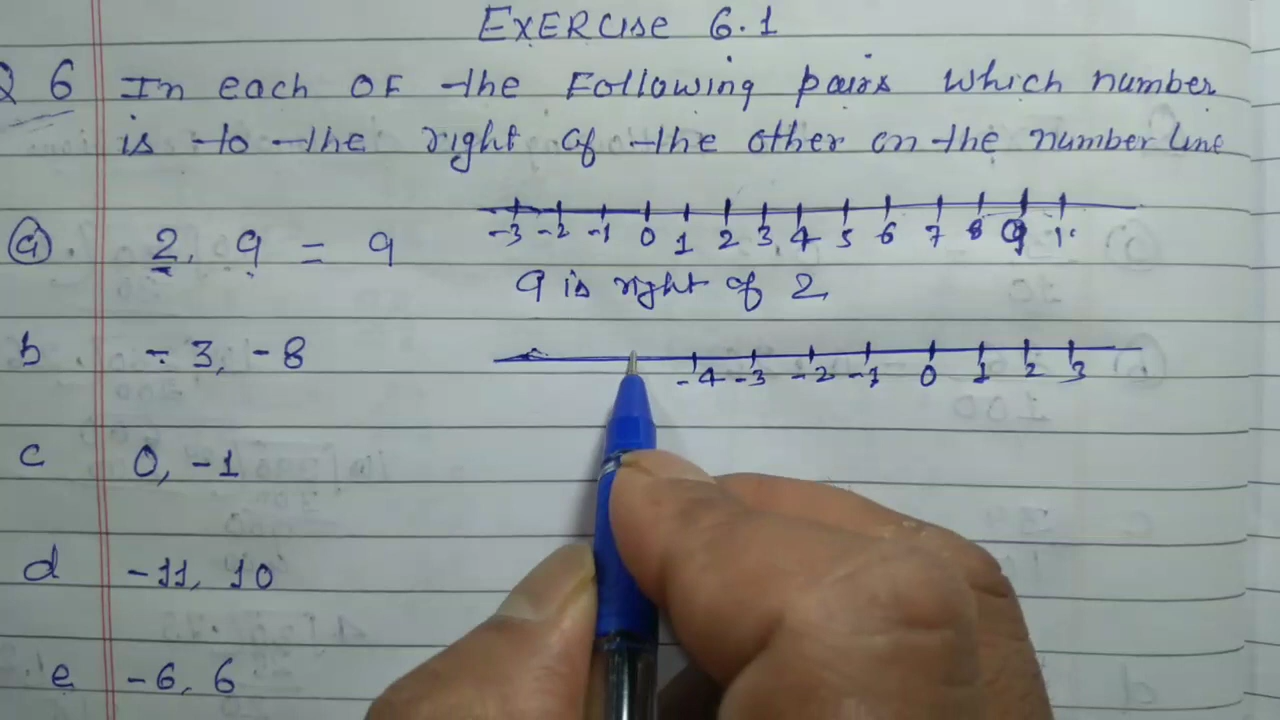 EXERCISE 6.1
Q 6 In each OF the Following pairs which number
is to the right of the other on the number line
-3 -2 -1 0 1 2 3 4 5 6 7 8 9 10
a. 2, 9 = 9
9 is right of 2
b -3, -8
-4 -3 -2 -1 0 1 2 3
c 0, -1
d -11, 10
e -6, 6